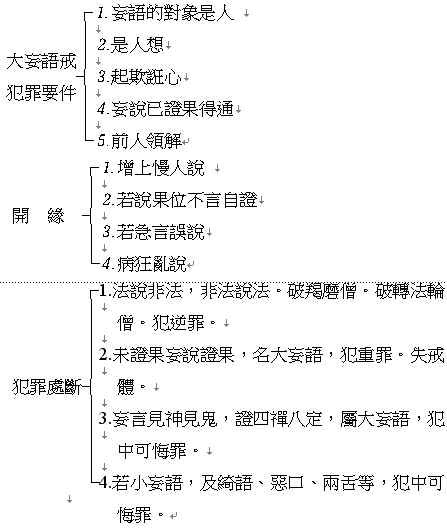 大妄語戒
犯罪要件
1. 妄語的對象是人
2. 是人想
3. 起欺誑心
4. 妄說已證果得通
5. 前人領解
開 緣
1. 增上慢人說
2. 若說果位不言自證
3. 若急言誤說
4. 病狂亂說
犯罪處斷
1. 法說非法，非法說法。破羯磨僧。破轉法輪
僧。犯逆罪。
2. 未證果妄說證果，名大妄語，犯重罪。失戒
體。
3. 妄言見神見鬼，證四禪八定，屬大妄語，犯
中可悔罪。
4. 若小妄語，及綺語、惡口、兩舌等，犯中可
悔罪。